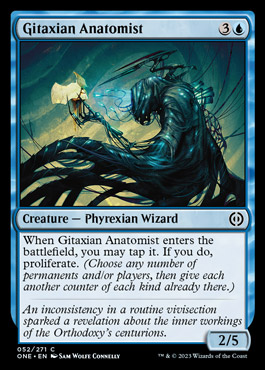 Gitaxian Anatomist 3
Creature — Phyrexian Wizard
When Gitaxian Anatomist enters the
battlefield, you may tap it. If you do,
proliferate. (Choose any number of
permanents and/or players, then give each
another counter of each kind already there.)
An inconsistency in a routine vivisection
sparked a revelation about the inner workings
of the Orthodoxy's centurions.
2/5
052/271 C
ONE • EN Sam Wolfe Connelly
™ & © 2023 Wizards of the Coast